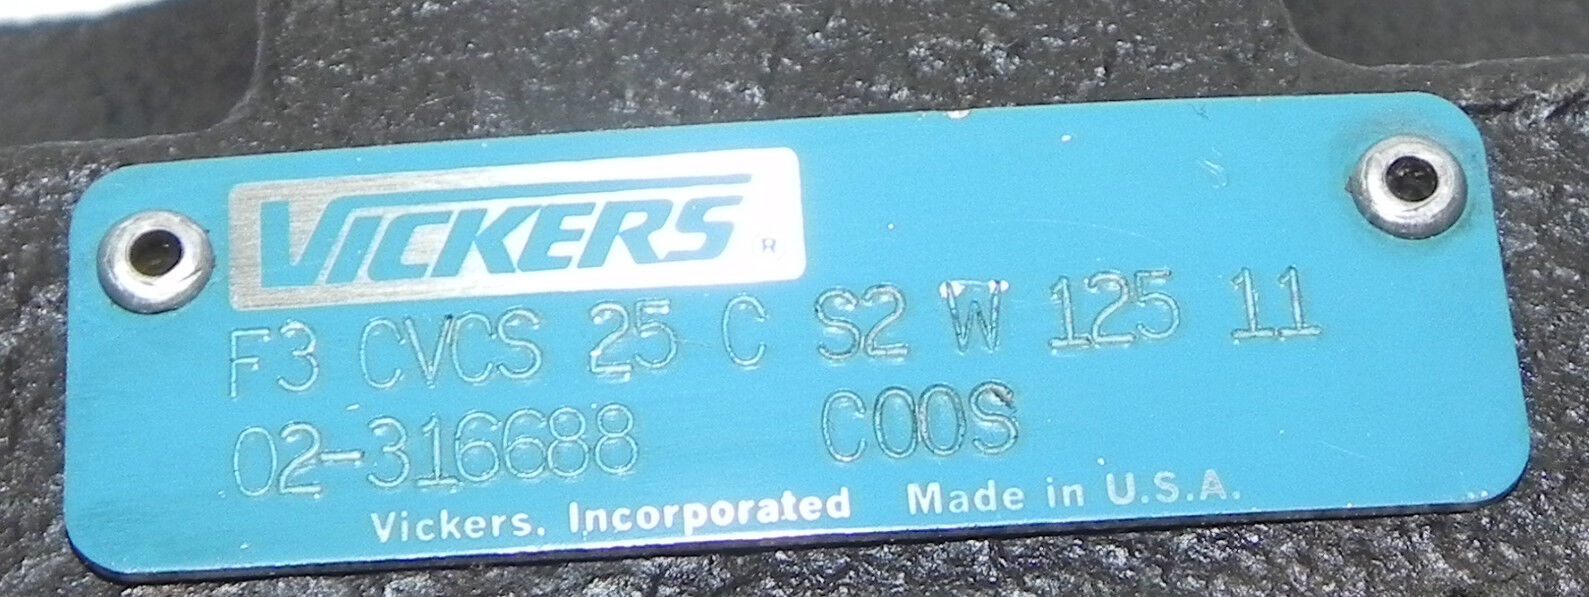 VICKERS ®
F3 CVCS 25 C S2 W 125 11
02-316688 C00S
Vickers, Incorporated Made in U.S.A.